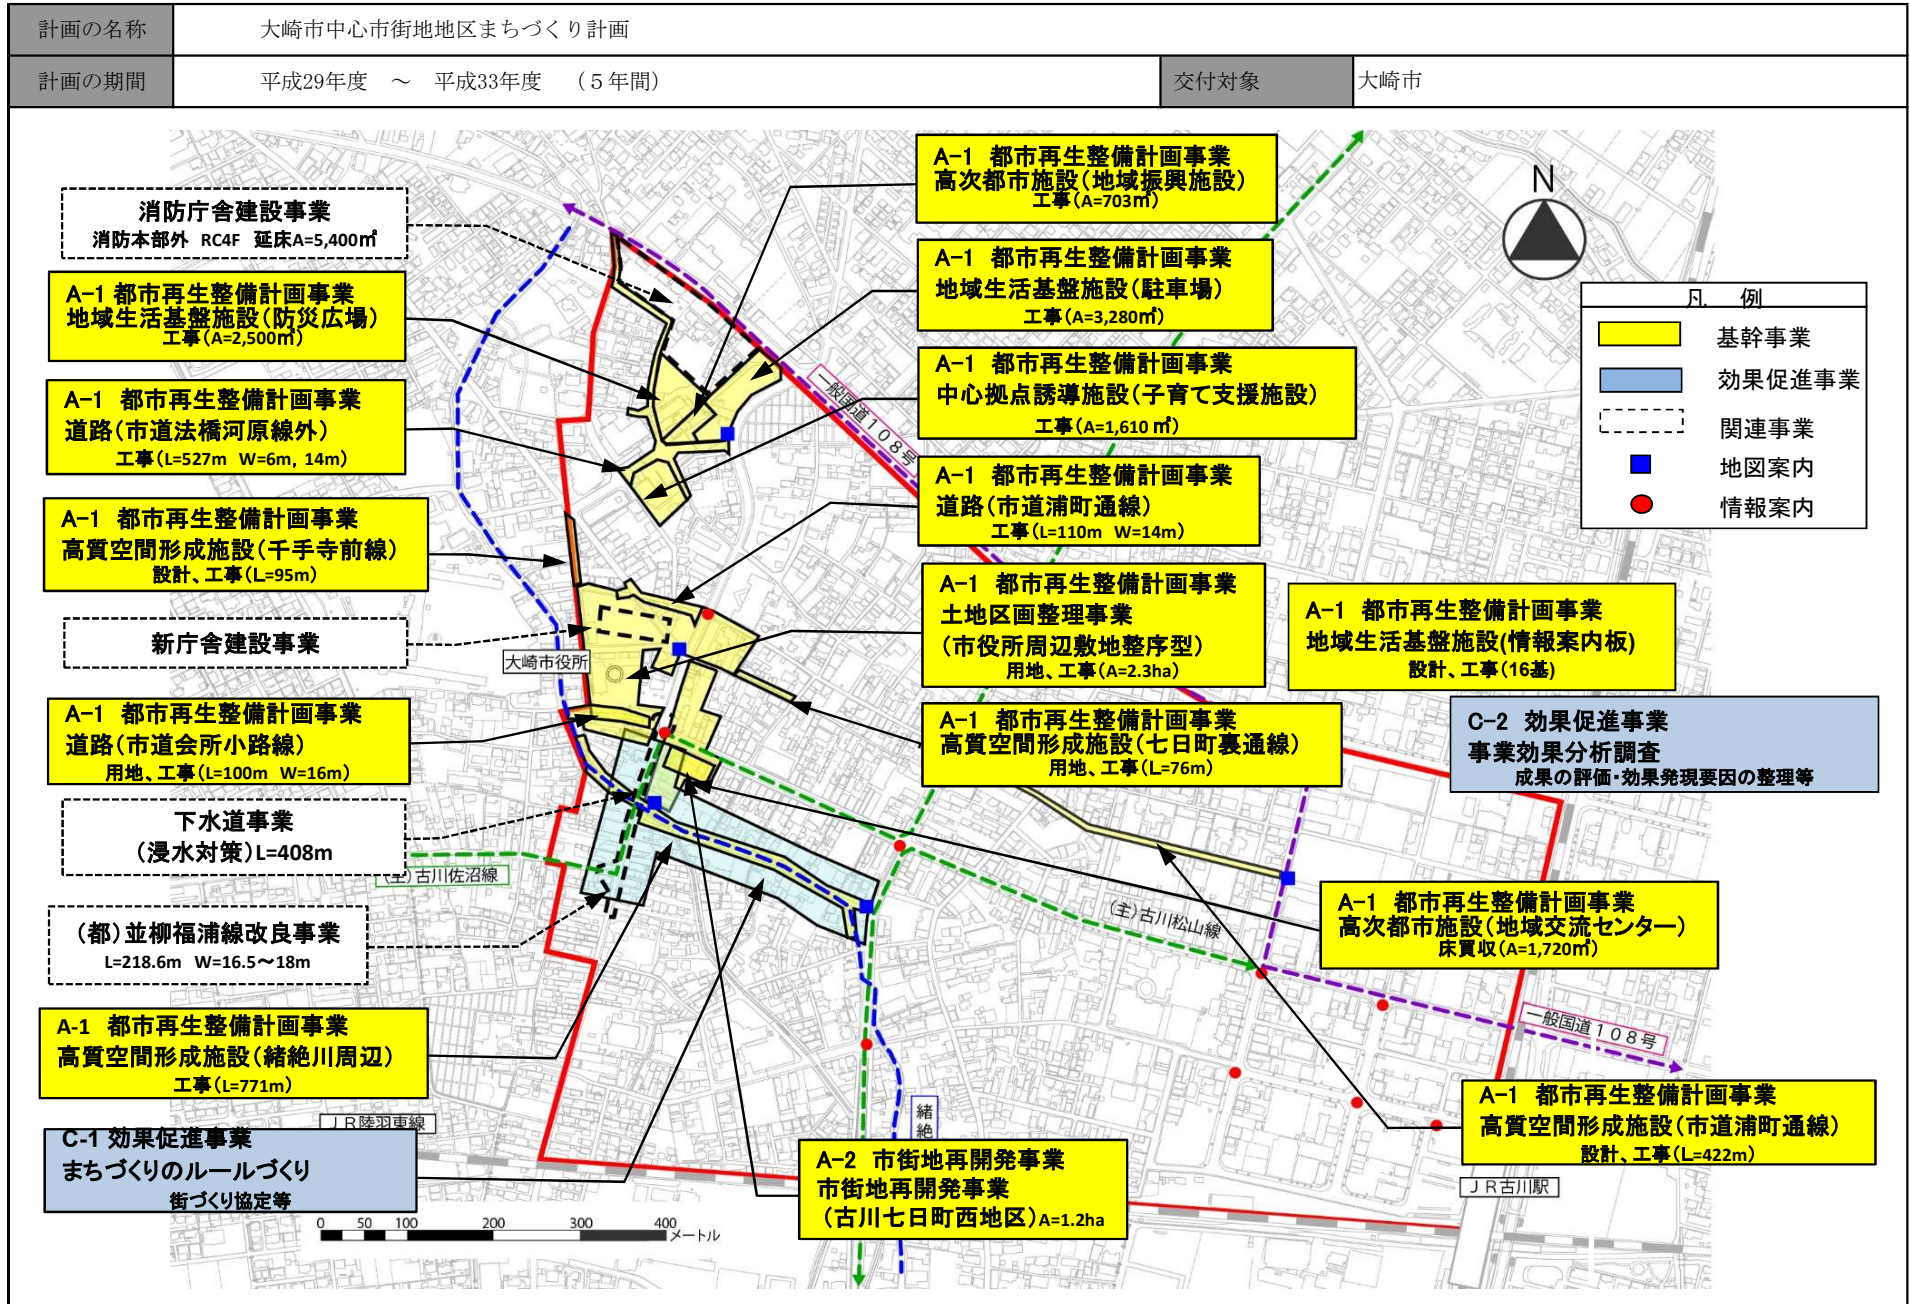 計画の名称
大崎市中心市街地地区まちづくり計画
計画の期間
平成29年度 ～ 平成33年度 （５年間）
交付対象
大崎市
消防庁舎建設事業
消防本部外 RC4F 延床A=5,400㎡
A-1 都市再生整備計画事業
地域生活基盤施設（防災広場）
工事（A=2,500㎡）
A-1 都市再生整備計画事業
道路（市道法橋河原線外）
工事（L=527m W=6m, 14m）
A-1 都市再生整備計画事業
高質空間形成施設（千手寺前線）
設計、工事（L=95m）
新庁舎建設事業
大崎市役所
A-1 都市再生整備計画事業
道路（市道会所小路線）
用地、工事（L=100m W=16m）
下水道事業
（浸水対策）L=408m
(主)古川佐沼線
（都）並柳福浦線改良事業
L=218.6m W=16.5～18m
A-1 都市再生整備計画事業
高質空間形成施設（緒絶川周辺）
工事（L=771m）
ＪＲ陸羽東線
C-1 効果促進事業
まちづくりのルールづくり
街づくり協定等
0 50 100 200 300 400
メートル
A-1 都市再生整備計画事業
高次都市施設（地域振興施設）
工事（A=703㎡）
A-1 都市再生整備計画事業
地域生活基盤施設（駐車場）
工事（A=3,280㎡）
A-1 都市再生整備計画事業
中心拠点誘導施設（子育て支援施設）
工事（A=1,610 ㎡）
一般国道１０８号
A-1 都市再生整備計画事業
道路（市道浦町通線）
工事（L=110m W=14m）
A-1 都市再生整備計画事業
土地区画整理事業
（市役所周辺敷地整序型）
用地、工事（A=2.3ha）
A-1 都市再生整備計画事業
高質空間形成施設（七日町裏通線）
用地、工事（L=76m）
N
凡 例
基幹事業
効果促進事業
関連事業
地図案内
情報案内
A-1 都市再生整備計画事業
地域生活基盤施設(情報案内板)
設計、工事（16基）
C-2 効果促進事業
事業効果分析調査
成果の評価・効果発現要因の整理等
(主)古川松山線
A-1 都市再生整備計画事業
高次都市施設（地域交流センター）
床買収（A=1,720㎡）
一般国道１０８号
A-1 都市再生整備計画事業
高質空間形成施設（市道浦町通線）
設計、工事（L=422m）
緒
絶
A-2 市街地再開発事業
市街地再開発事業
（古川七日町西地区）A=1.2ha
ＪＲ古川駅